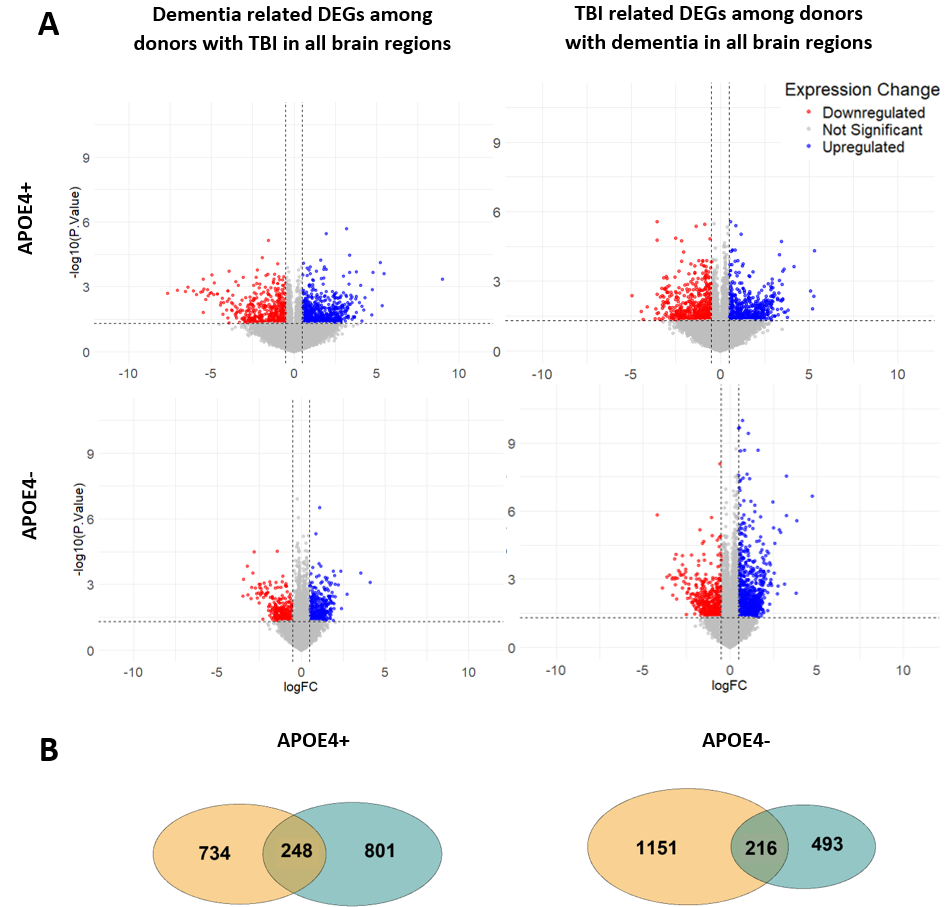 A
Dementia related DEGs among
donors with TBI in all brain regions
TBI related DEGs among donors
with dementia in all brain regions
Expression Change
Downregulated
Not Significant
Upregulated
APOE4+
-log10(P.Value)
9
6
3
0
-10 -5 0 5 10
9
6
3
0
-10 -5 0 5 10
APOE4-
-log10(P.Value)
9
6
3
0
-10 -5 0 5 10
logFC
9
6
3
0
-10 -5 0 5 10
logFC
B
APOE4+
APOE4-
734 248 801
1151 216 493